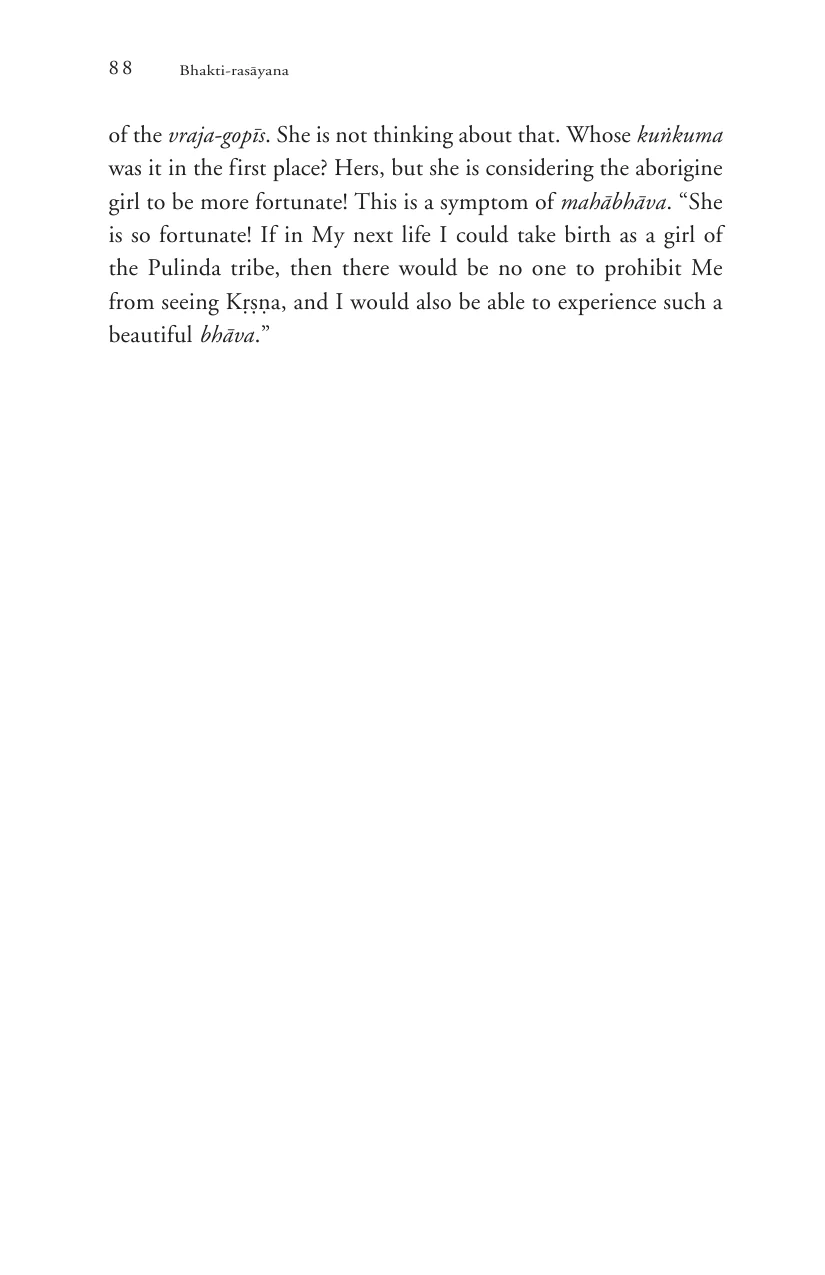 88 Bhakti-rasāyana
of the vraja-gopīs. She is not thinking about that. Whose kuṅkuma
was it in the first place? Hers, but she is considering the aborigine
girl to be more fortunate! This is a symptom of mahābhāva. “She
is so fortunate! If in My next life I could take birth as a girl of
the Pulinda tribe, then there would be no one to prohibit Me
from seeing Kṛṣṇa, and I would also be able to experience such a
beautiful bhāva.”